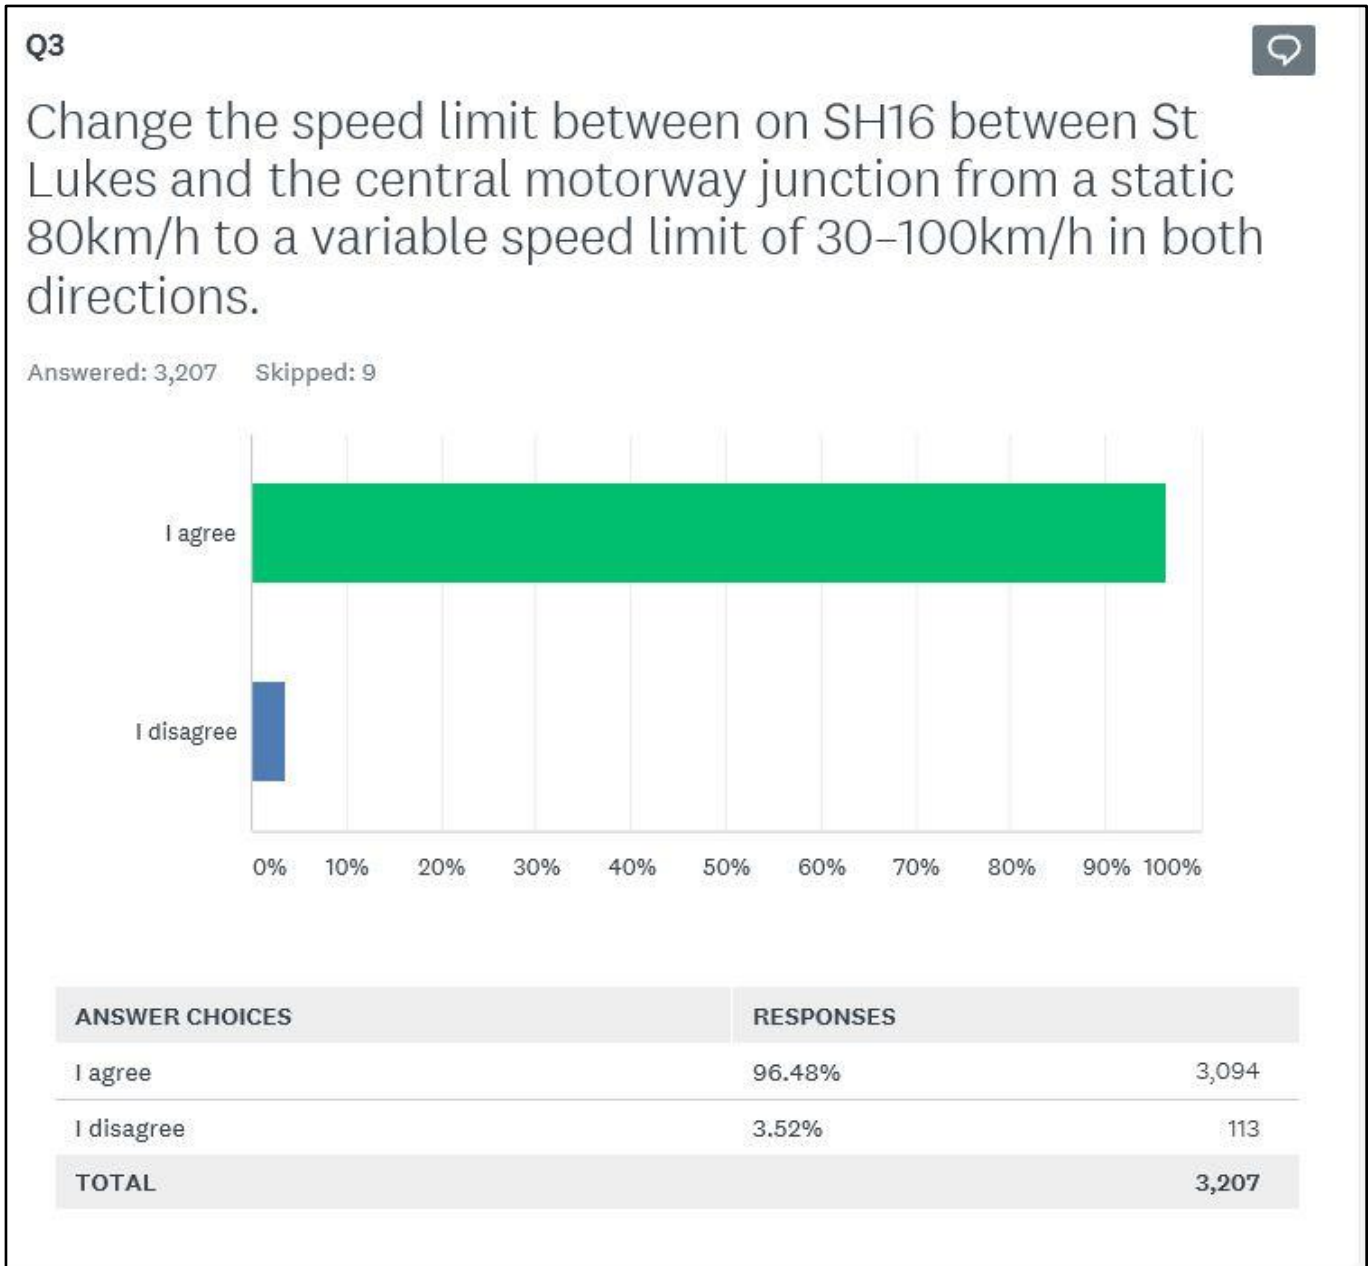 Q3
Change the speed limit between on SH16 between St
Lukes and the central motorway junction from a static
80km/h to a variable speed limit of 30–100km/h in both
directions.
Answered: 3,207 Skipped: 9
I agree
I disagree
0% 10% 20% 30% 40% 50% 60% 70% 80% 90% 100%
ANSWER CHOICES RESPONSES
I agree 96.48% 3,094
I disagree 3.52% 113
TOTAL 3,207